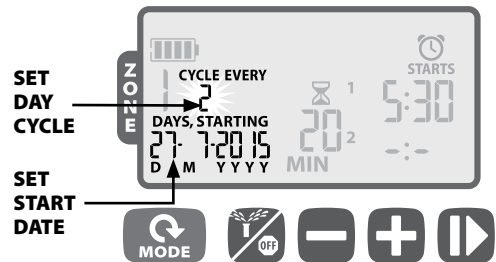 SET
DAY
CYCLE
SET
START
DATE
ZONE
1
CYCLE EVERY
2
DAYS, STARTING
27- 7-2015
D M Y Y Y Y
1
20 2
MIN
STARTS
5:30
-:-
MODE
OFF